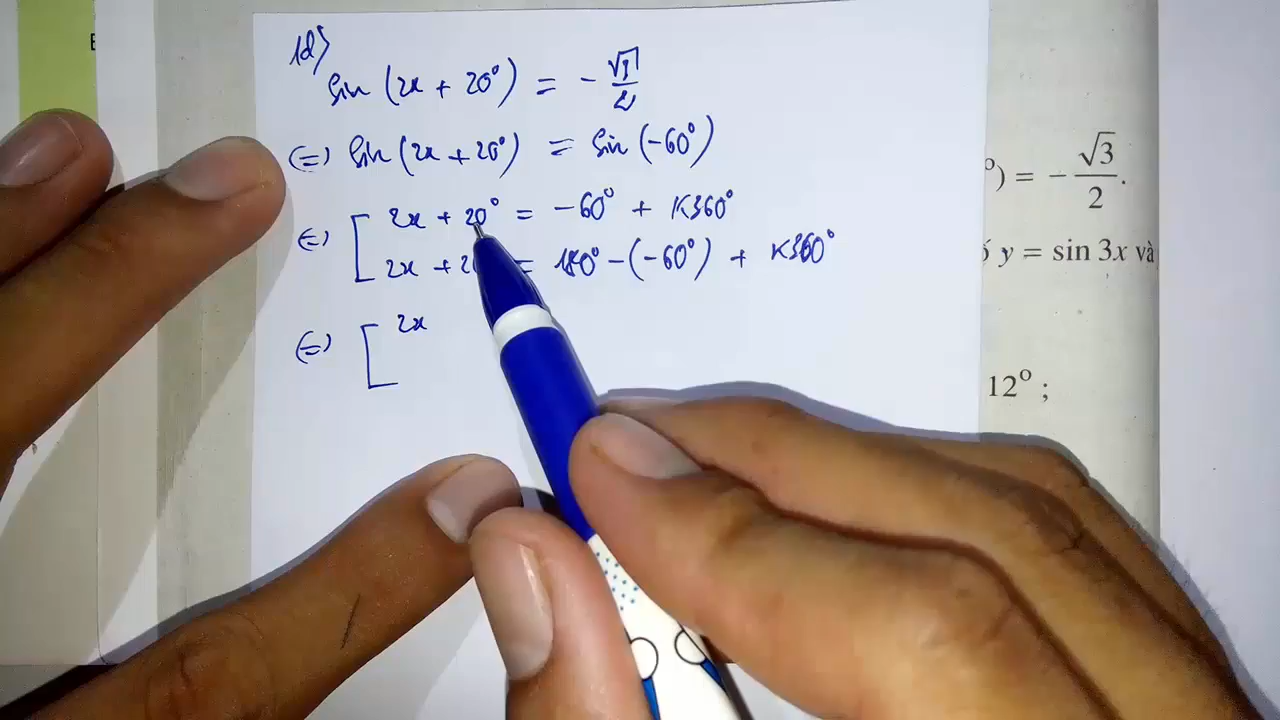 1d)
sin (2x + 20°) = - √3/2
(=) sin (2x + 20°) = sin (-60°)
(=) [ 2x + 20° = -60° + K360°
2x + 20 = 180° - (-60°) + K360°
(=) [ 2x
°) = - √3/2.
y = sin 3x và
12° ;